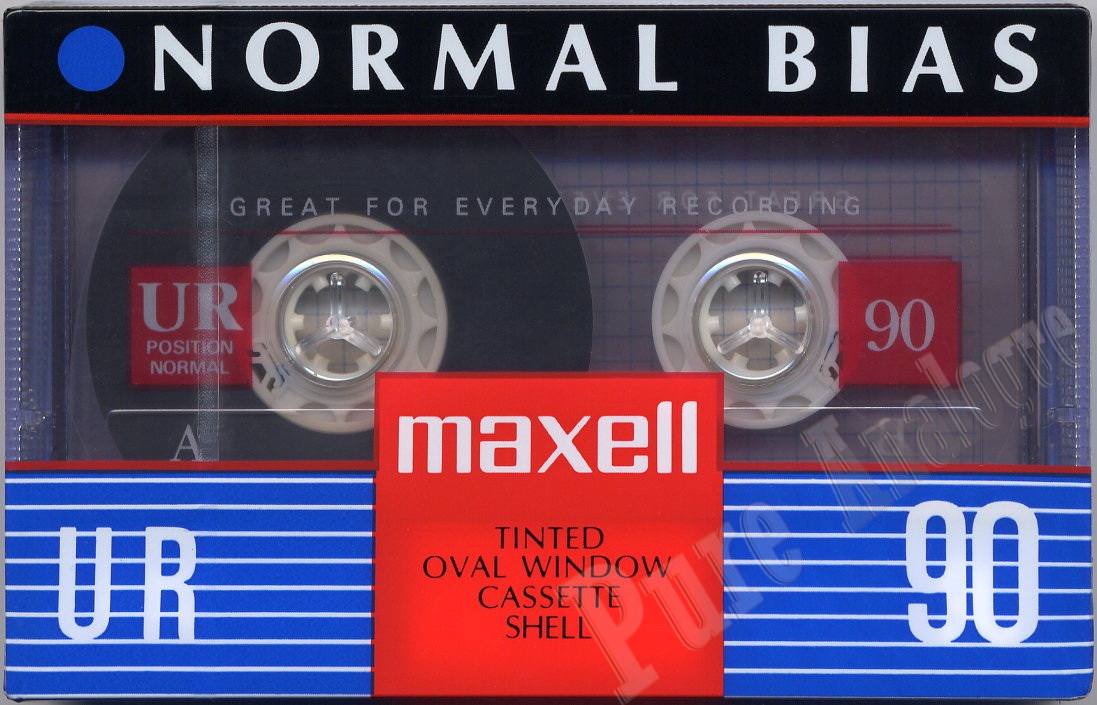 NORMAL BIAS
GREAT FOR EVERYDAY RECORDING
UR
POSITION
NORMAL
90
A
maxell
UR
TINTED
OVAL WINDOW
CASSETTE
SHELL
90
Pure Analogue